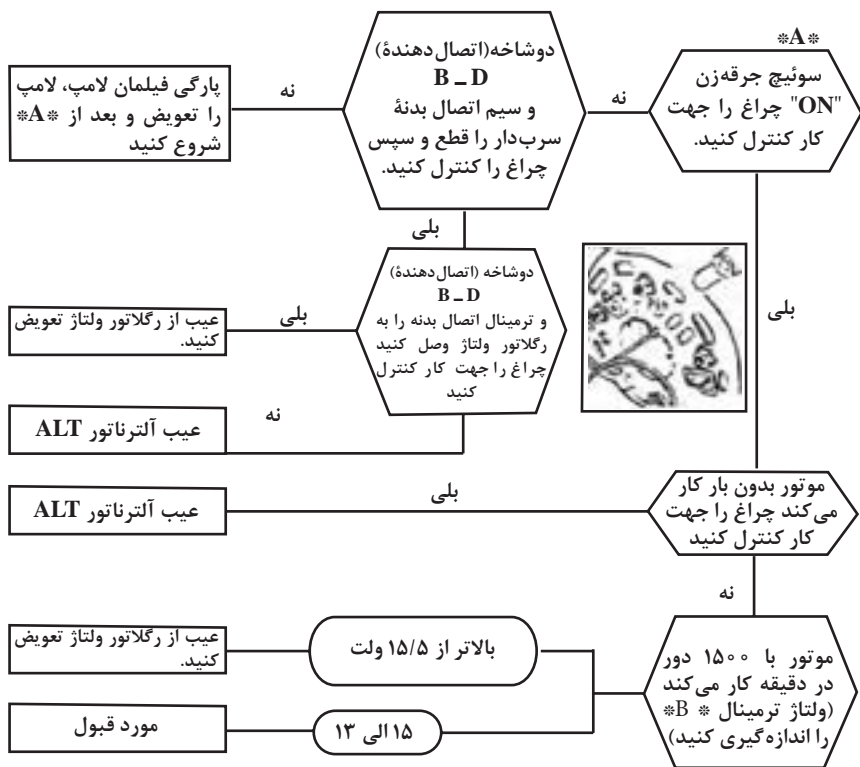 *A*
سوئیچ جرقه‌زن
"ON" چراغ را جهت
کار کنترل کنید.
نه
دوشاخه(اتصال‌دهندهٔ)
B – D
و سیم اتصال بدنهٔ
سرب‌دار را قطع و سپس
چراغ را کنترل کنید.
نه
پارگی فیلمان لامپ، لامپ
را تعویض و بعد از *A*
شروع کنید
بلی
دوشاخه (اتصال‌دهندهٔ)
B – D
و ترمینال اتصال بدنه را به
رگلاتور ولتاژ وصل کنید
چراغ را جهت کار کنترل
کنید
بلی
عیب از رگلاتور ولتاژ تعویض
کنید.
نه
عیب آلترناتور ALT
بلی
موتور بدون بار کار
می‌کند چراغ را جهت
کار کنترل کنید
بلی
عیب آلترناتور ALT
نه
موتور با ۱۵۰۰ دور
در دقیقه کار می‌کند
(ولتاژ ترمینال * B*
را اندازه‌گیری کنید)
بالاتر از ۱۵/۵ ولت
عیب از رگلاتور ولتاژ تعویض
کنید.
۱۵ الی ۱۳
مورد قبول